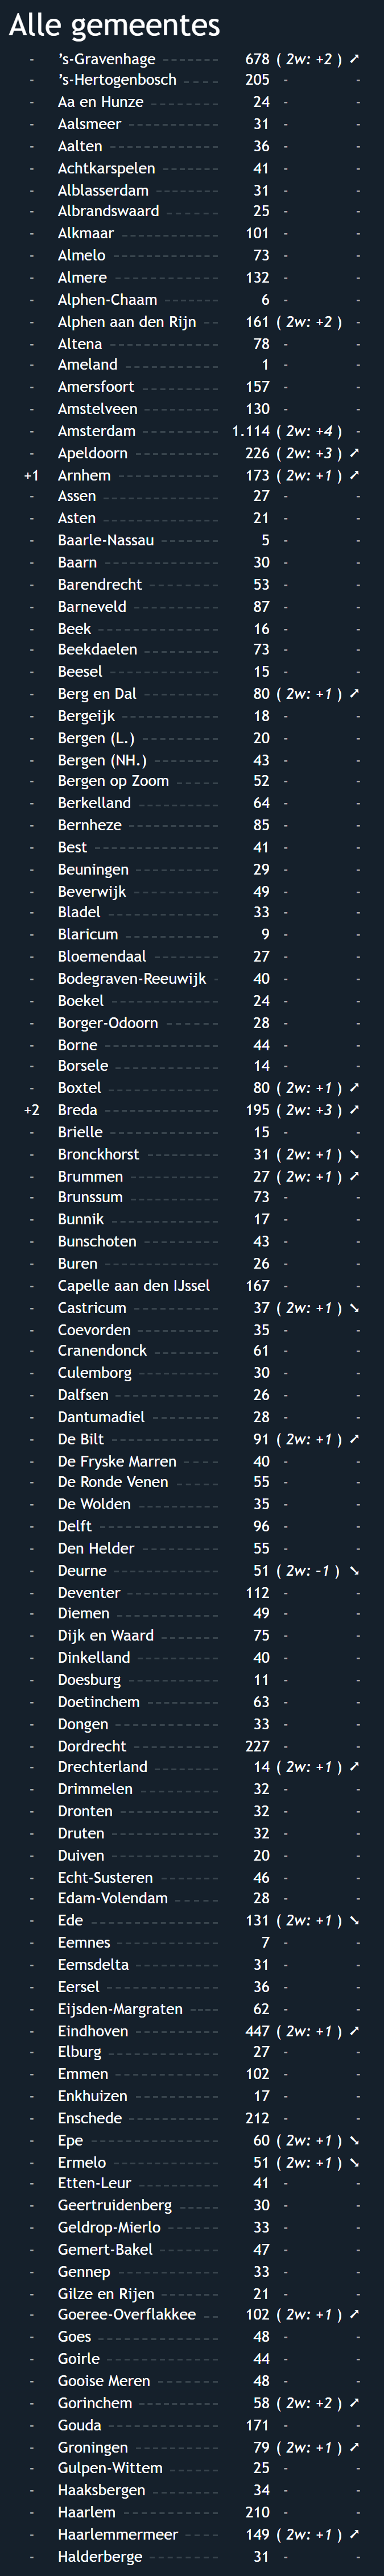 Alle gemeentes
- ’s-Gravenhage 678 ( 2w: +2 ) ➚
- ’s-Hertogenbosch 205 - -
- Aa en Hunze 24 - -
- Aalsmeer 31 - -
- Aalten 36 - -
- Achtkarspelen 41 - -
- Alblasserdam 31 - -
- Albrandswaard 25 - -
- Alkmaar 101 - -
- Almelo 73 - -
- Almere 132 - -
- Alphen-Chaam 6 - -
- Alphen aan den Rijn 161 ( 2w: +2 ) -
- Altena 78 - -
- Ameland 1 - -
- Amersfoort 157 - -
- Amstelveen 130 - -
- Amsterdam 1.114 ( 2w: +4 ) -
- Apeldoorn 226 ( 2w: +3 ) ➚
+1 Arnhem 173 ( 2w: +1 ) ➚
- Assen 27 - -
- Asten 21 - -
- Baarle-Nassau 5 - -
- Baarn 30 - -
- Barendrecht 53 - -
- Barneveld 87 - -
- Beek 16 - -
- Beekdaelen 73 - -
- Beesel 15 - -
- Berg en Dal 80 ( 2w: +1 ) ➚
- Bergeijk 18 - -
- Bergen (L.) 20 - -
- Bergen (NH.) 43 - -
- Bergen op Zoom 52 - -
- Berkelland 64 - -
- Bernheze 85 - -
- Best 41 - -
- Beuningen 29 - -
- Beverwijk 49 - -
- Bladel 33 - -
- Blaricum 9 - -
- Bloemendaal 27 - -
- Bodegraven-Reeuwijk 40 - -
- Boekel 24 - -
- Borger-Odoorn 28 - -
- Borne 44 - -
- Borsele 14 - -
- Boxtel 80 ( 2w: +1 ) ➚
+2 Breda 195 ( 2w: +3 ) ➚
- Brielle 15 - -
- Bronckhorst 31 ( 2w: +1 ) ➘
- Brummen 27 ( 2w: +1 ) ➚
- Brunssum 73 - -
- Bunnik 17 - -
- Bunschoten 43 - -
- Buren 26 - -
- Capelle aan den IJssel 167 - -
- Castricum 37 ( 2w: +1 ) ➘
- Coevorden 35 - -
- Cranendonck 61 - -
- Culemborg 30 - -
- Dalfsen 26 - -
- Dantumadiel 28 - -
- De Bilt 91 ( 2w: +1 ) ➚
- De Fryske Marren 40 - -
- De Ronde Venen 55 - -
- De Wolden 35 - -
- Delft 96 - -
- Den Helder 55 - -
- Deurne 51 ( 2w: -1 ) ➘
- Deventer 112 - -
- Diemen 49 - -
- Dijk en Waard 75 - -
- Dinkelland 40 - -
- Doesburg 11 - -
- Doetinchem 63 - -
- Dongen 33 - -
- Dordrecht 227 - -
- Drechterland 14 ( 2w: +1 ) ➚
- Drimmelen 32 - -
- Dronten 32 - -
- Druten 32 - -
- Duiven 20 - -
- Echt-Susteren 46 - -
- Edam-Volendam 28 - -
- Ede 131 ( 2w: +1 ) ➘
- Eemnes 7 - -
- Eemsdelta 31 - -
- Eersel 36 - -
- Eijsden-Margraten 62 - -
- Eindhoven 447 ( 2w: +1 ) ➚
- Elburg 27 - -
- Emmen 102 - -
- Enkhuizen 17 - -
- Enschede 212 - -
- Epe 60 ( 2w: +1 ) ➘
- Ermelo 51 ( 2w: +1 ) ➘
- Etten-Leur 41 - -
- Geertruidenberg 30 - -
- Geldrop-Mierlo 33 - -
- Gemert-Bakel 47 - -
- Gennep 33 - -
- Gilze en Rijen 21 - -
- Goeree-Overflakkee 102 ( 2w: +1 ) ➚
- Goes 48 - -
- Goirle 44 - -
- Gooise Meren 48 - -
- Gorinchem 58 ( 2w: +2 ) ➚
- Gouda 171 - -
- Groningen 79 ( 2w: +1 ) ➚
- Gulpen-Wittem 25 - -
- Haaksbergen 34 - -
- Haarlem 210 - -
- Haarlemmermeer 149 ( 2w: +1 ) ➚
- Halderberge 31 - -